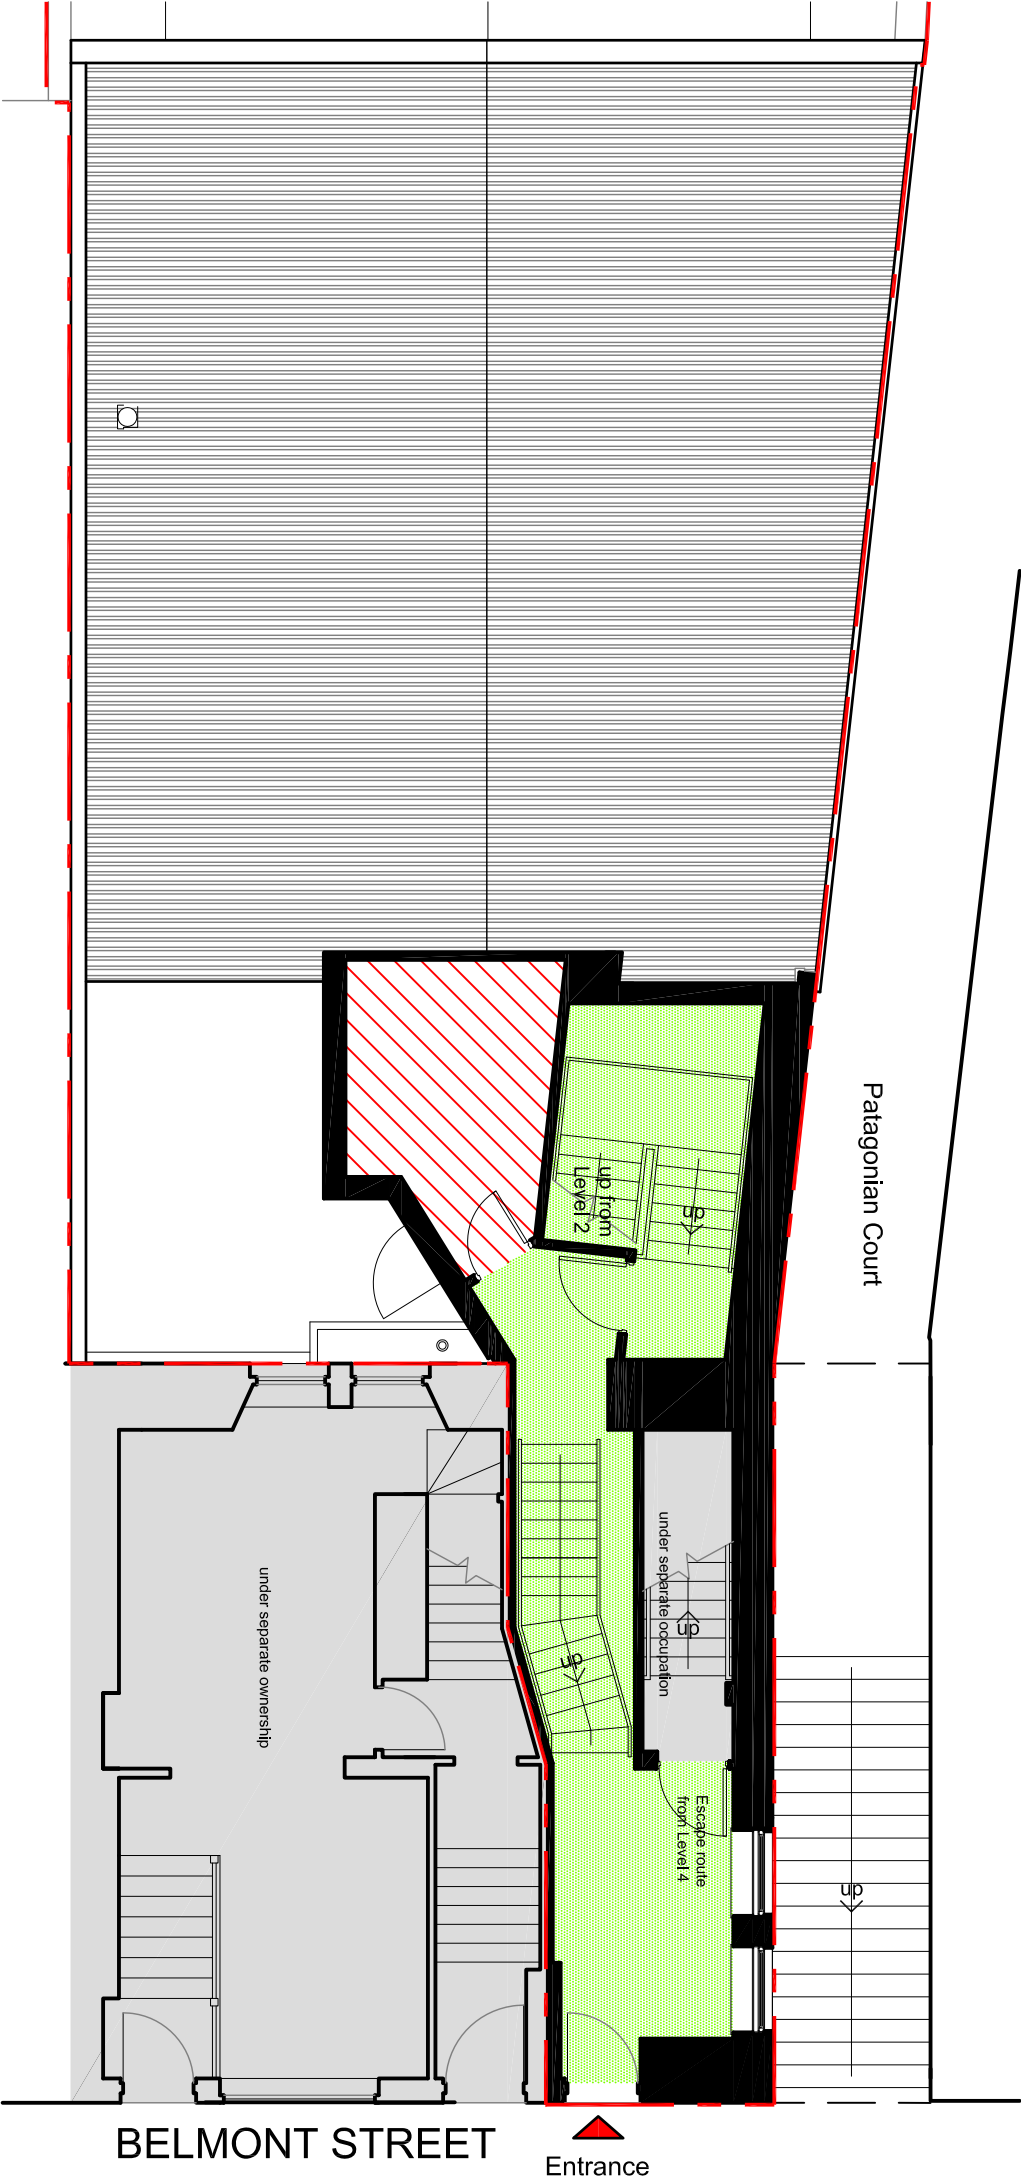 Patagonian Court
up from
Level 2
up
under separate occupation
up
under separate ownership
up
Escape route
from Level 4
up
BELMONT STREET
Entrance